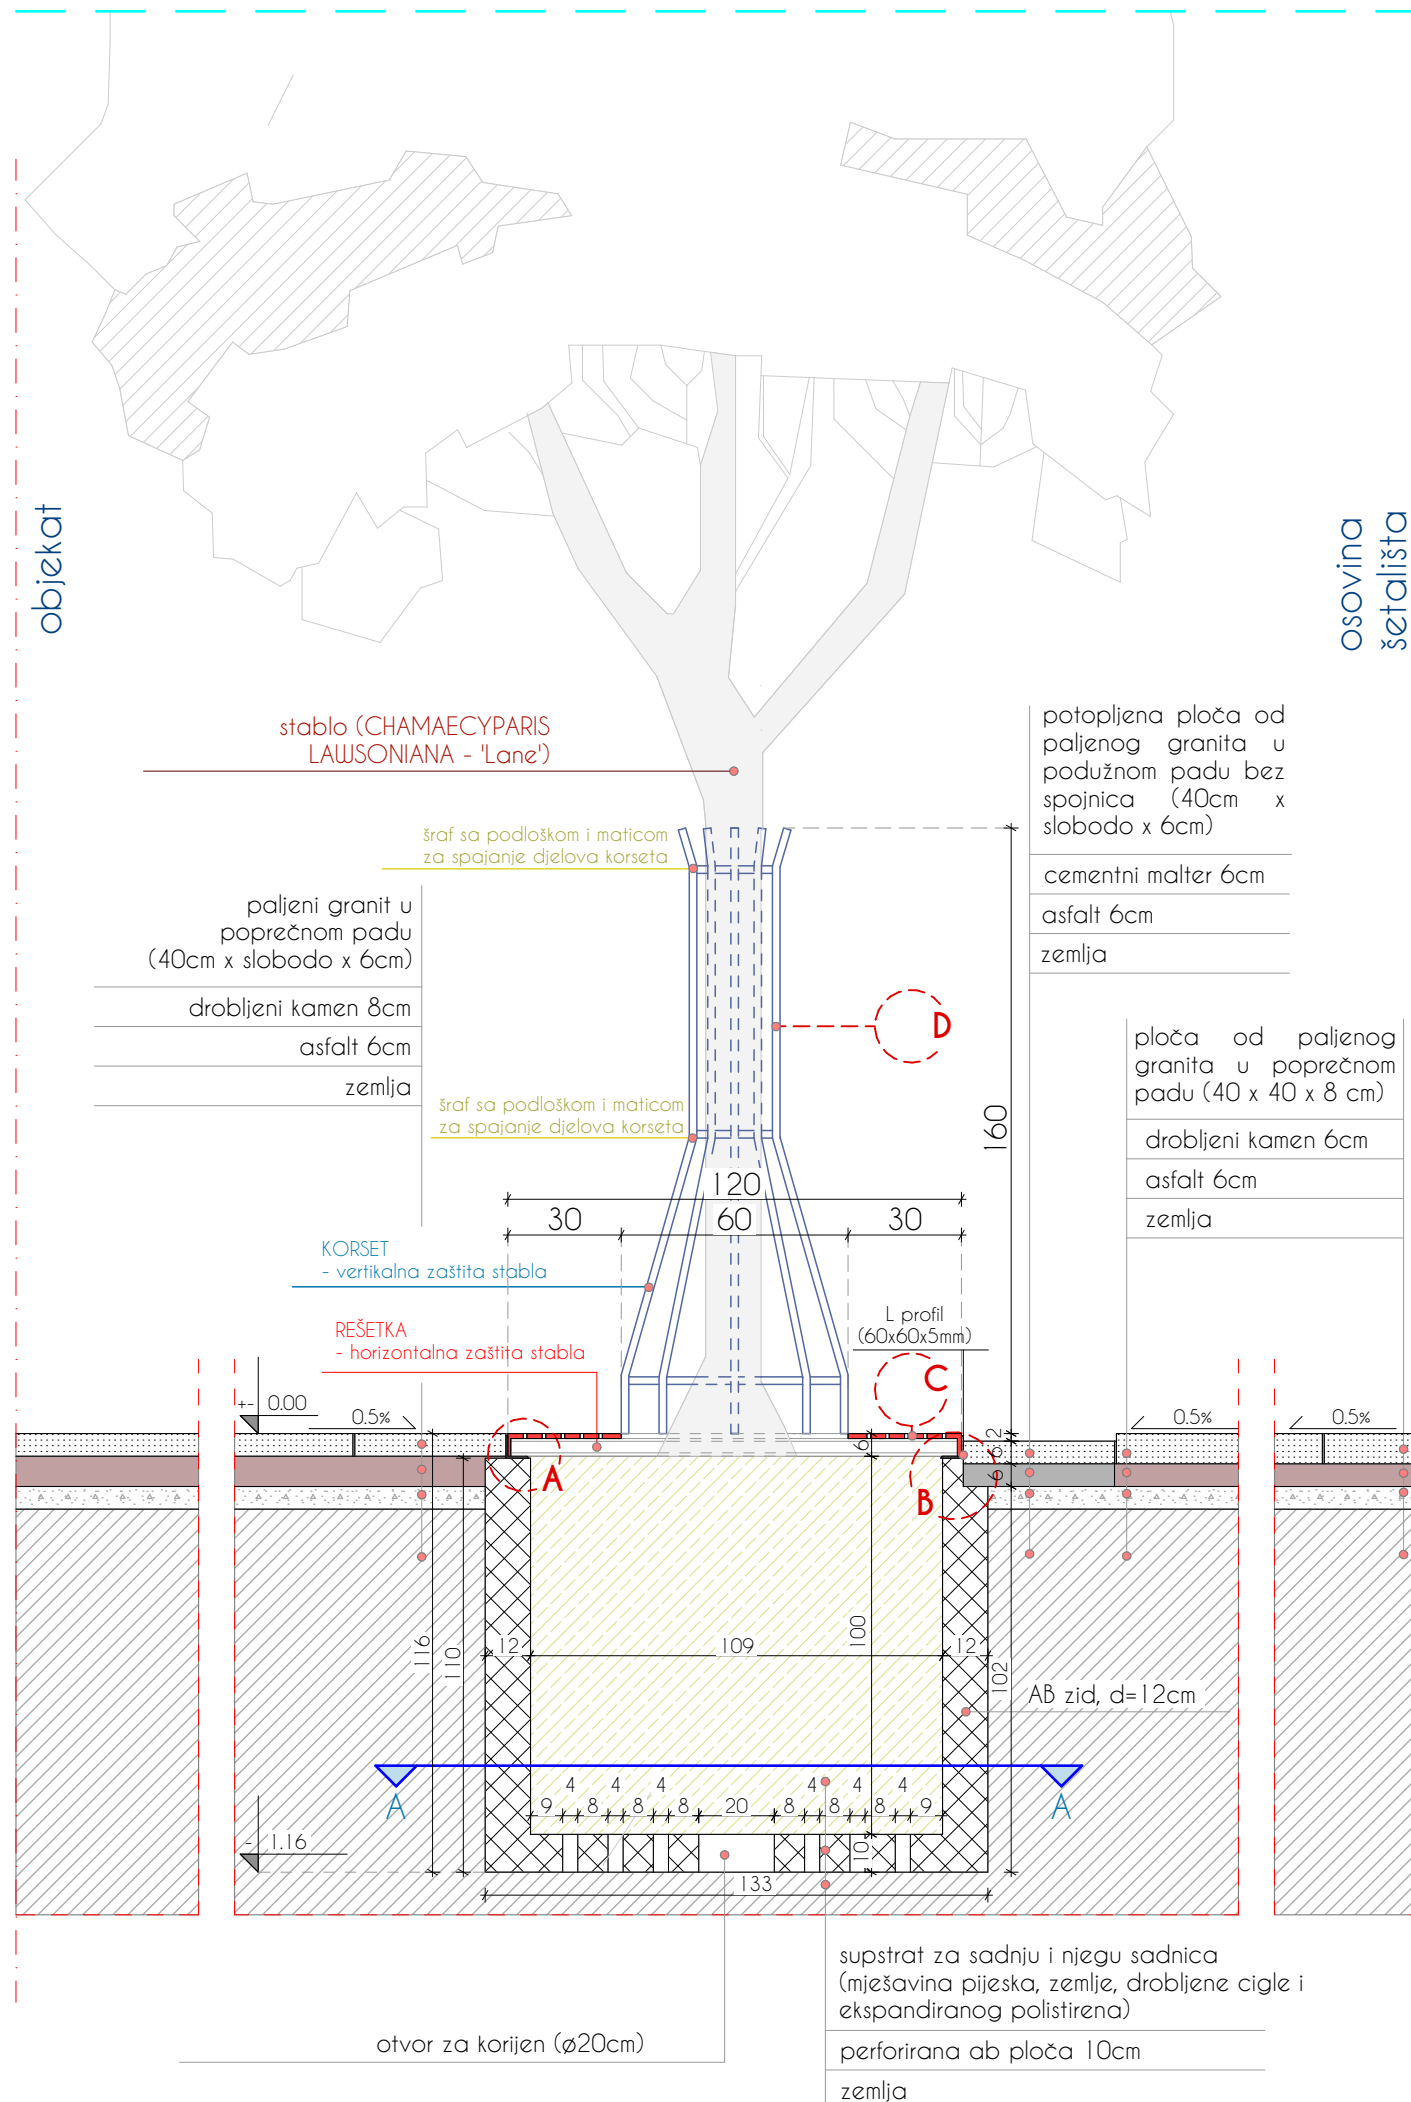 objekat
osovina
šetališta
stablo (CHAMAECYPARIS
LAWSONIANA - 'Lane')
potopljena ploča od
paljenog granita u
podužnom padu bez
spojnica (40cm x
slobodo x 6cm)
cementni malter 6cm
asfalt 6cm
zemlja
šraf sa podloškom i maticom
za spajanje djelova korseta
paljeni granit u
poprečnom padu
(40cm x slobodo x 6cm)
drobljeni kamen 8cm
asfalt 6cm
zemlja
D
ploča od paljenog
granita u poprečnom
padu (40 x 40 x 8 cm)
drobljeni kamen 6cm
asfalt 6cm
zemlja
šraf sa podloškom i maticom
za spajanje djelova korseta
160
120
30
60
30
KORSET
- vertikalna zaštita stabla
REŠETKA
- horizontalna zaštita stabla
L profil
(60x60x5mm)
C
+- 0.00
0.5%
0.5%
0.5%
2
6
6
6
A
B
116
110
12
109
100
12
102
AB zid, d=12cm
A
A
4 4 4 4 4 4
9 8 8 8 20 8 8 8 9
10
- 1.16
133
supstrat za sadnju i njegu sadnica
(mješavina pijeska, zemlje, drobljene cigle i
ekspandiranog polistirena)
otvor za korijen (ø20cm)
perforirana ab ploča 10cm
zemlja